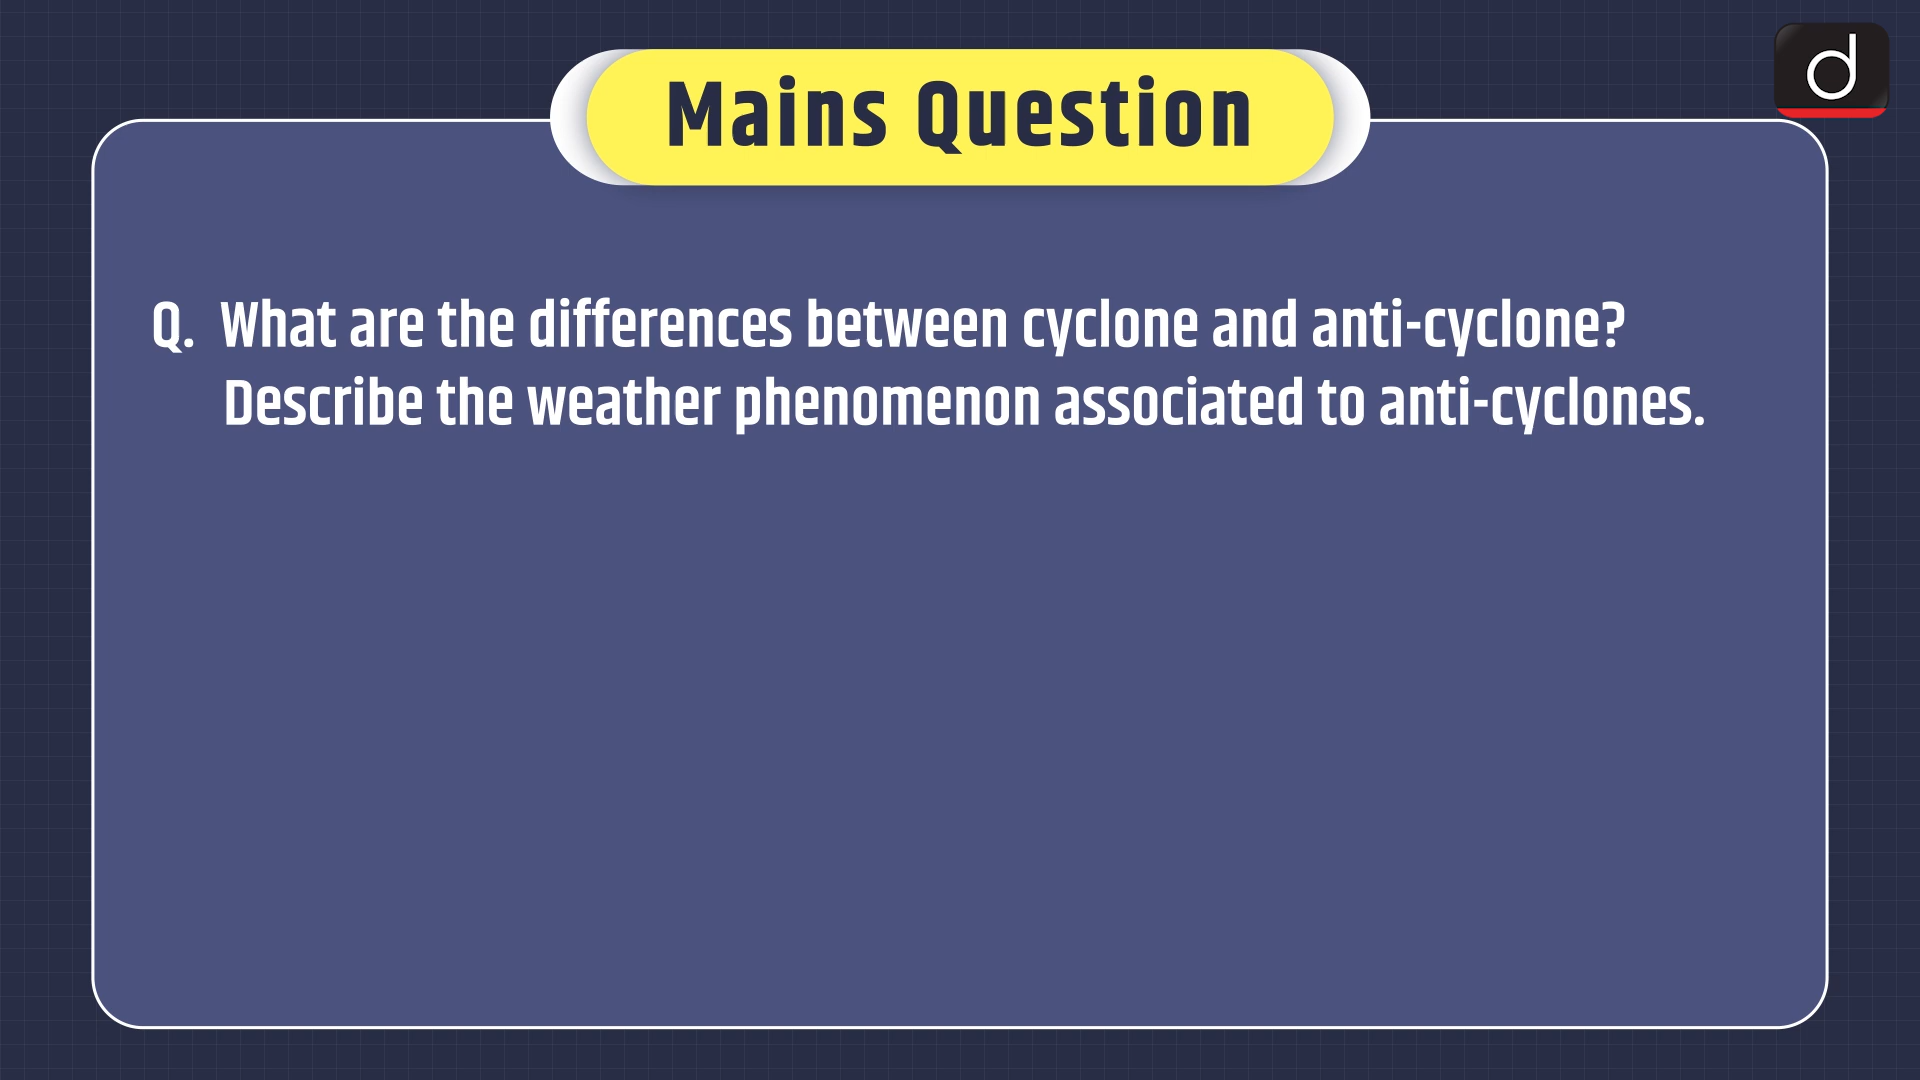 Mains Question
Q. What are the differences between cyclone and anti-cyclone?
Describe the weather phenomenon associated to anti-cyclones.